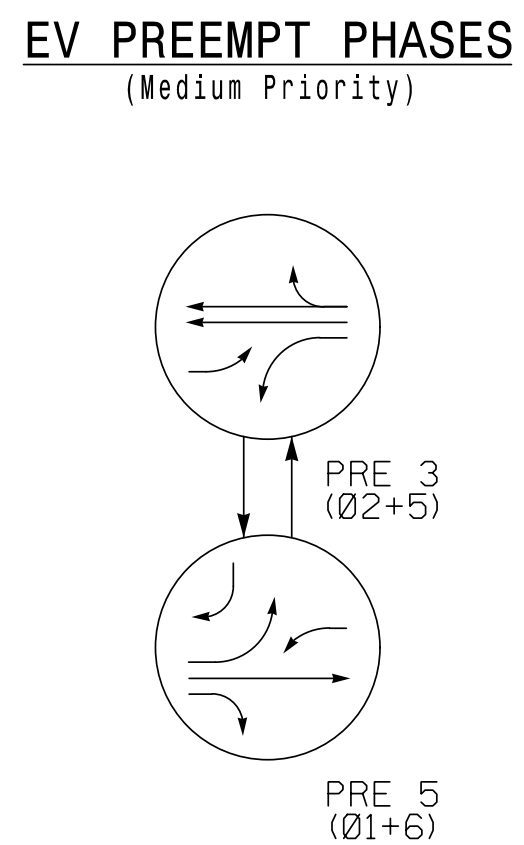 EV PREEMPT PHASES
(Medium Priority)
PRE 3
(Ø2+5)
PRE 5
(Ø1+6)